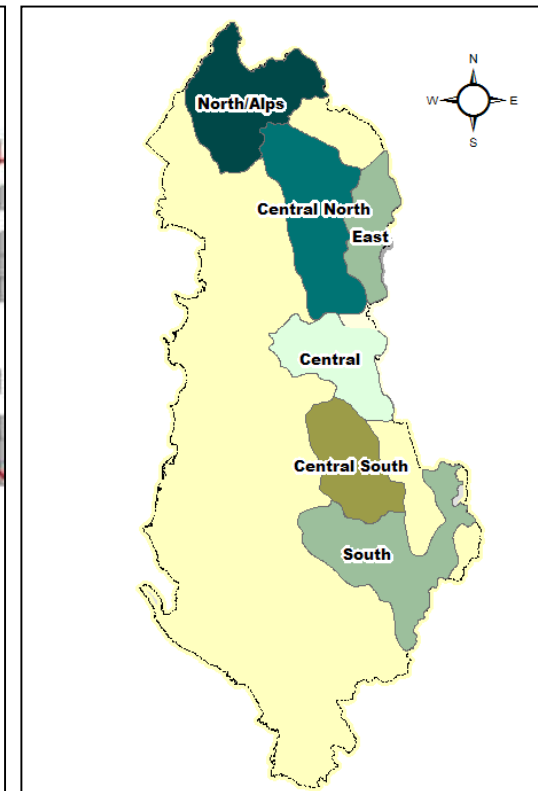 North/Alps
N
W
E
S
Central North
East
Central
Central South
South